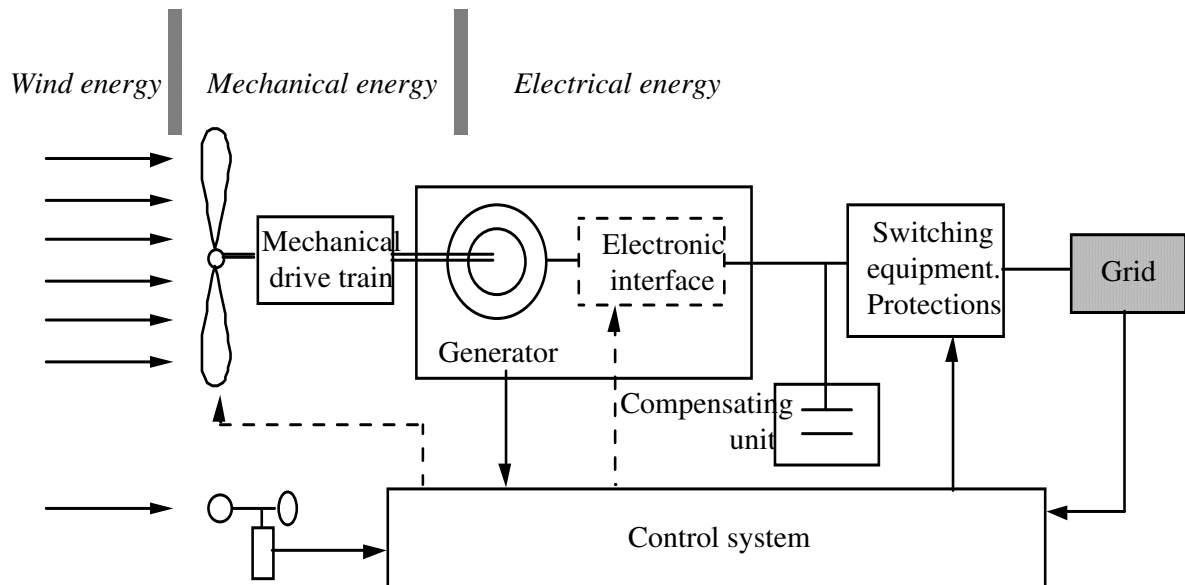 Wind energy
Mechanical energy
Electrical energy
Mechanical
drive train
Electronic
interface
Generator
Switching
equipment.
Protections
Grid
Compensating
unit
Control system